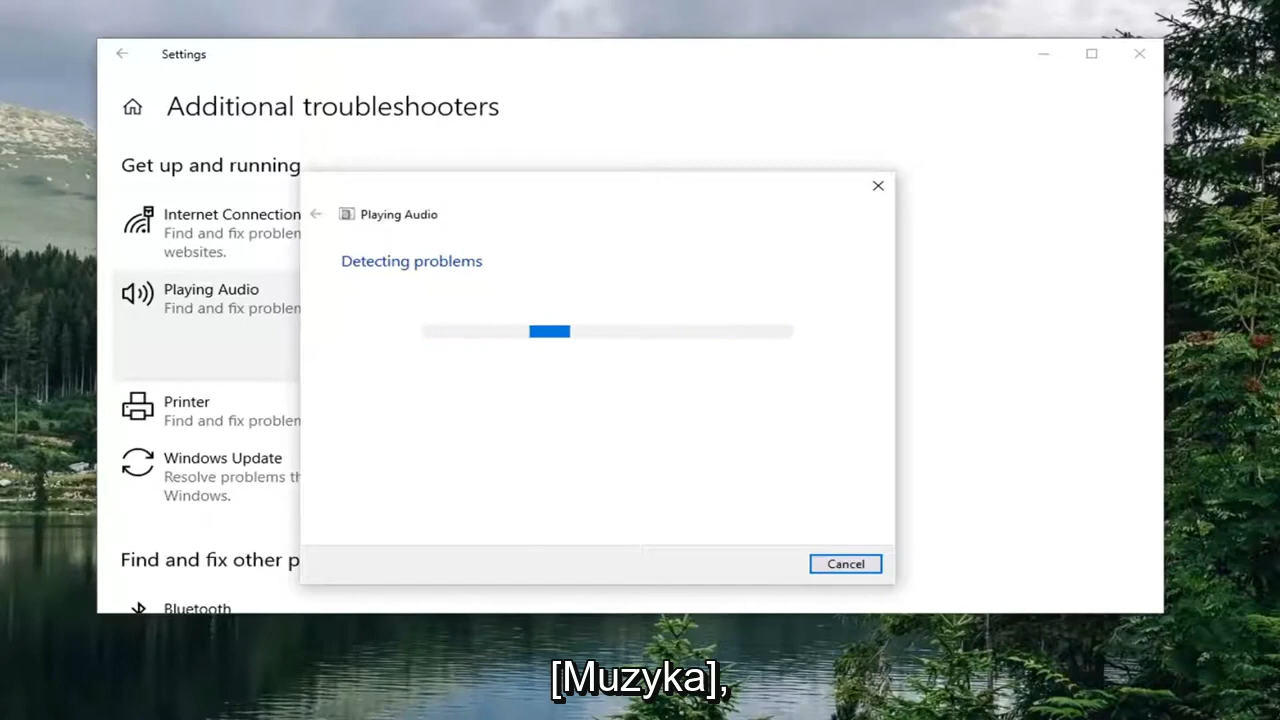 Settings
Additional troubleshooters
Get up and running
Internet Connection
Find and fix problem
websites.
Playing Audio
Find and fix problem
Printer
Find and fix problem
Windows Update
Resolve problems th
Windows.
Find and fix other p
Bluetooth
Playing Audio
Detecting problems
Cancel
[Muzyka],